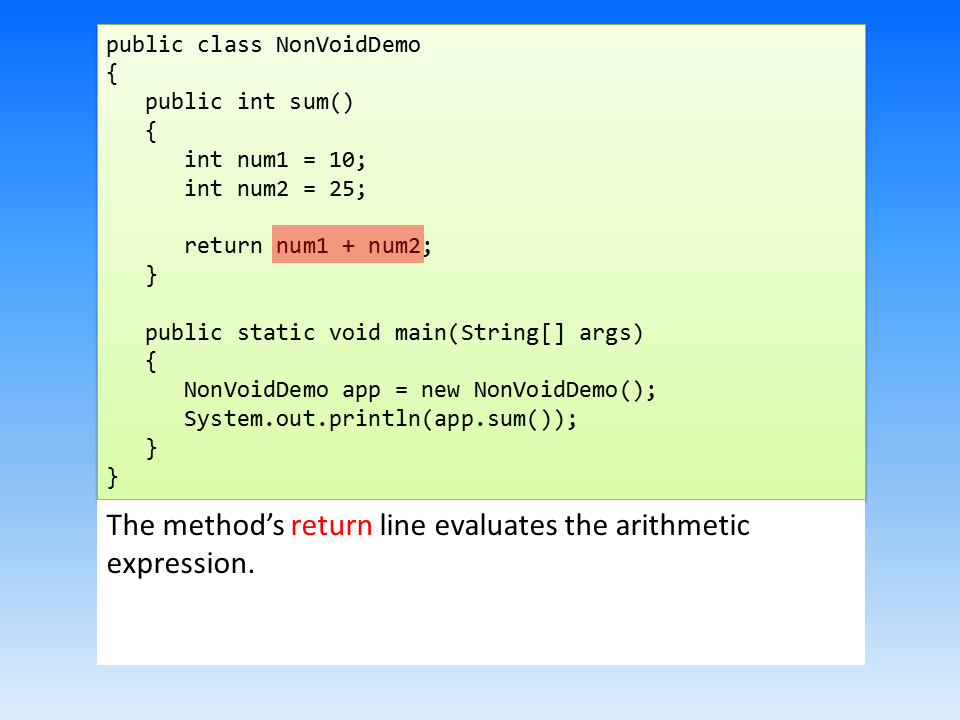 public class NonVoidDemo
{
   public int sum()
   {
      int num1 = 10;
      int num2 = 25;

      return num1 + num2;
   }

   public static void main(String[] args)
   {
      NonVoidDemo app = new NonVoidDemo();
      System.out.println(app.sum());
   }
}
The method’s return line evaluates the arithmetic
expression.